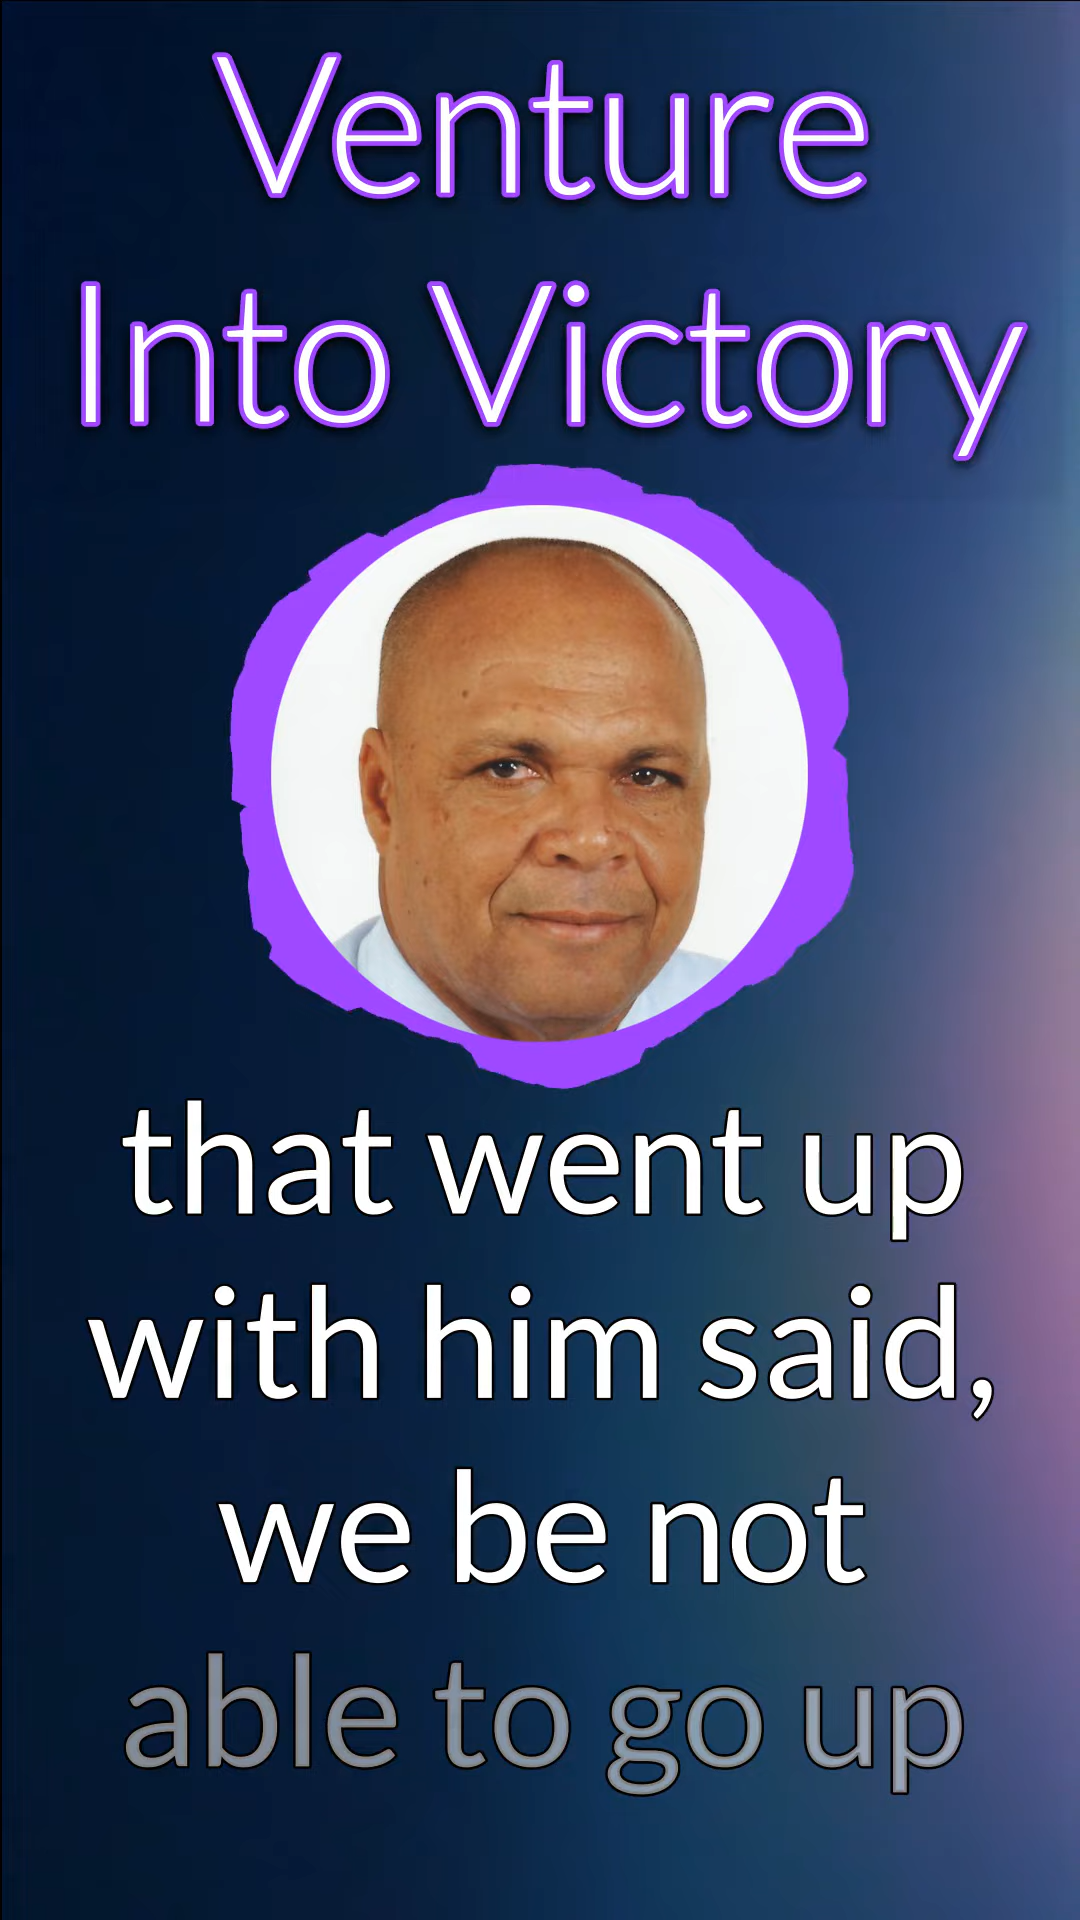 Venture
Into Victory
that went up
with him said,
we be not
able to go up